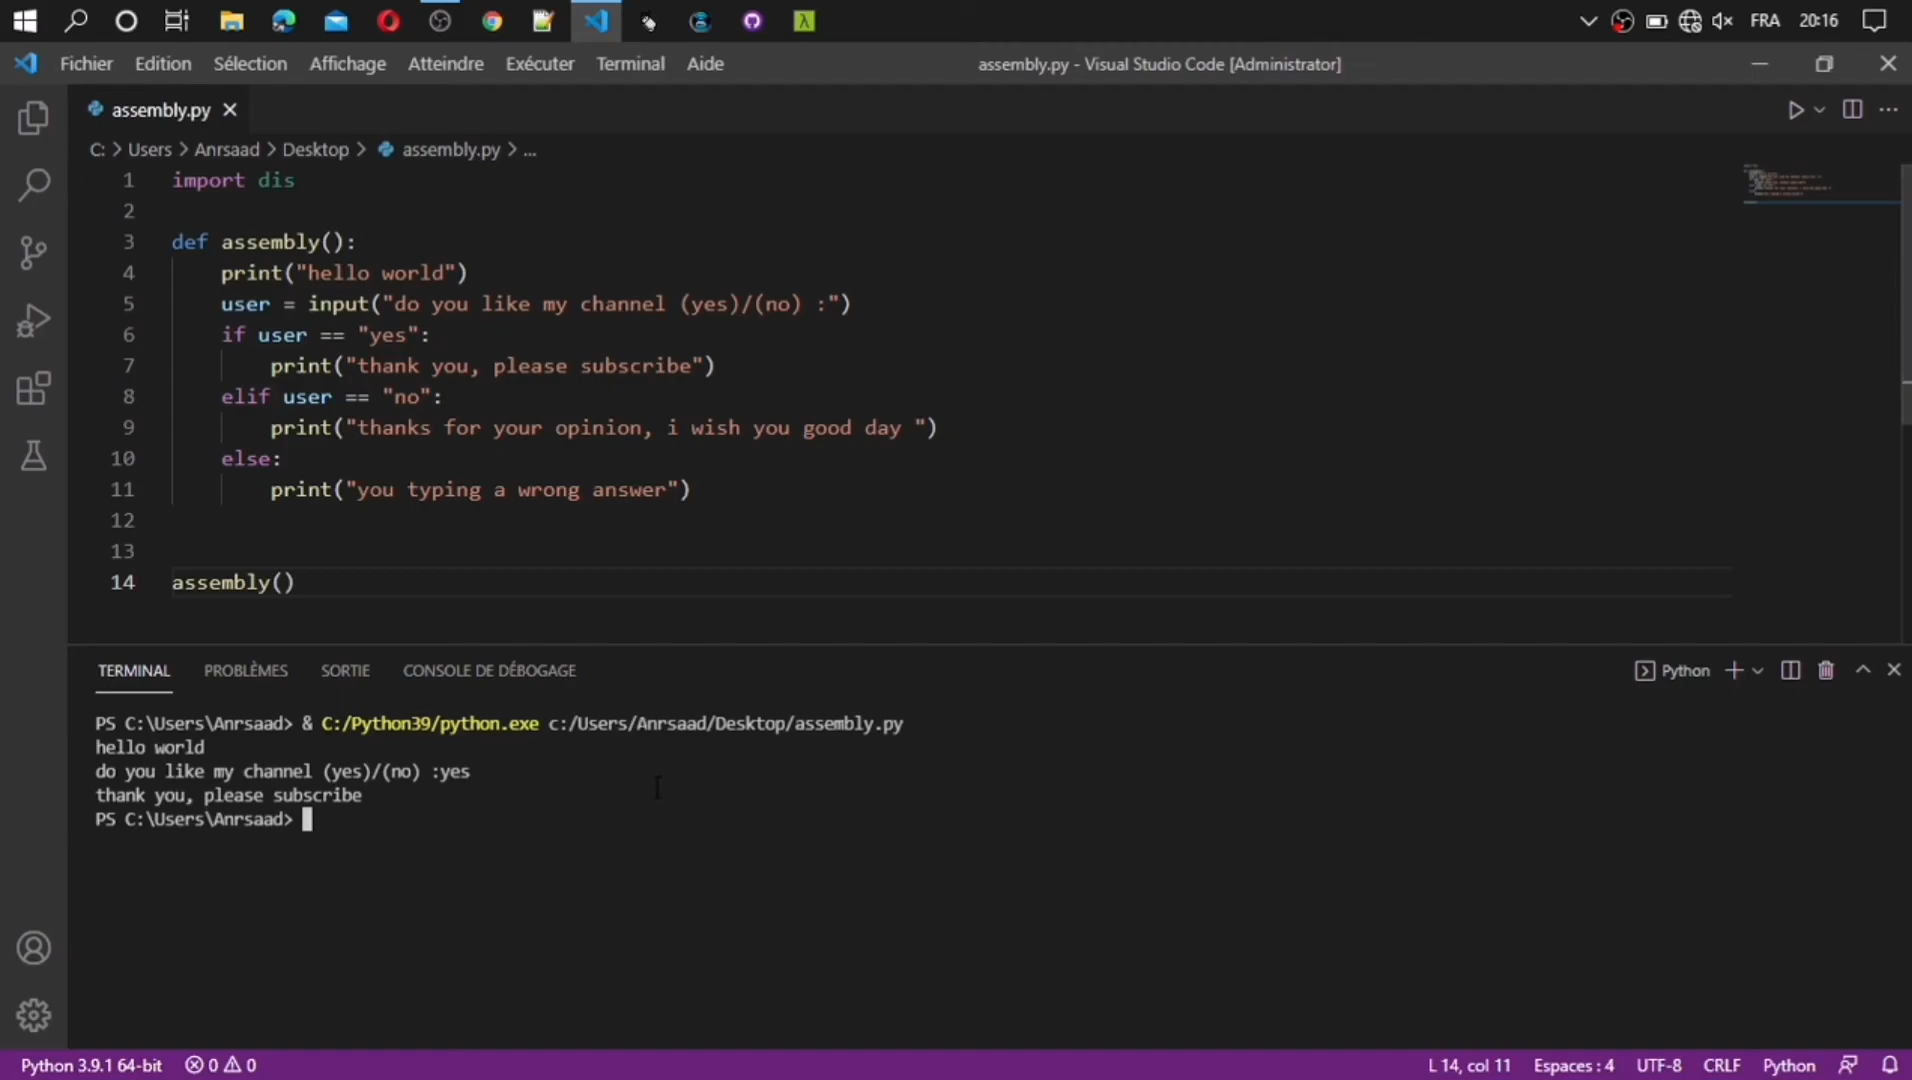 FRA 20:16
Fichier Edition Sélection Affichage Atteindre Exécuter Terminal Aide assembly.py - Visual Studio Code [Administrator]
assembly.py
C: > Users > Anrsaad > Desktop > assembly.py > ...
1 import dis
2
3 def assembly():
4 print("hello world")
5 user = input("do you like my channel (yes)/(no) :")
6 if user == "yes":
7 print("thank you, please subscribe")
8 elif user == "no":
9 print("thanks for your opinion, i wish you good day ")
10 else:
11 print("you typing a wrong answer")
12
13
14 assembly()
TERMINAL PROBLÈMES SORTIE CONSOLE DE DÉBOGAGE Python
PS C:\Users\Anrsaad> & C:/Python39/python.exe c:/Users/Anrsaad/Desktop/assembly.py
hello world
do you like my channel (yes)/(no) :yes
thank you, please subscribe
PS C:\Users\Anrsaad>
Python 3.9.1 64-bit 0 0 L 14, col 11 Espaces : 4 UTF-8 CRLF Python